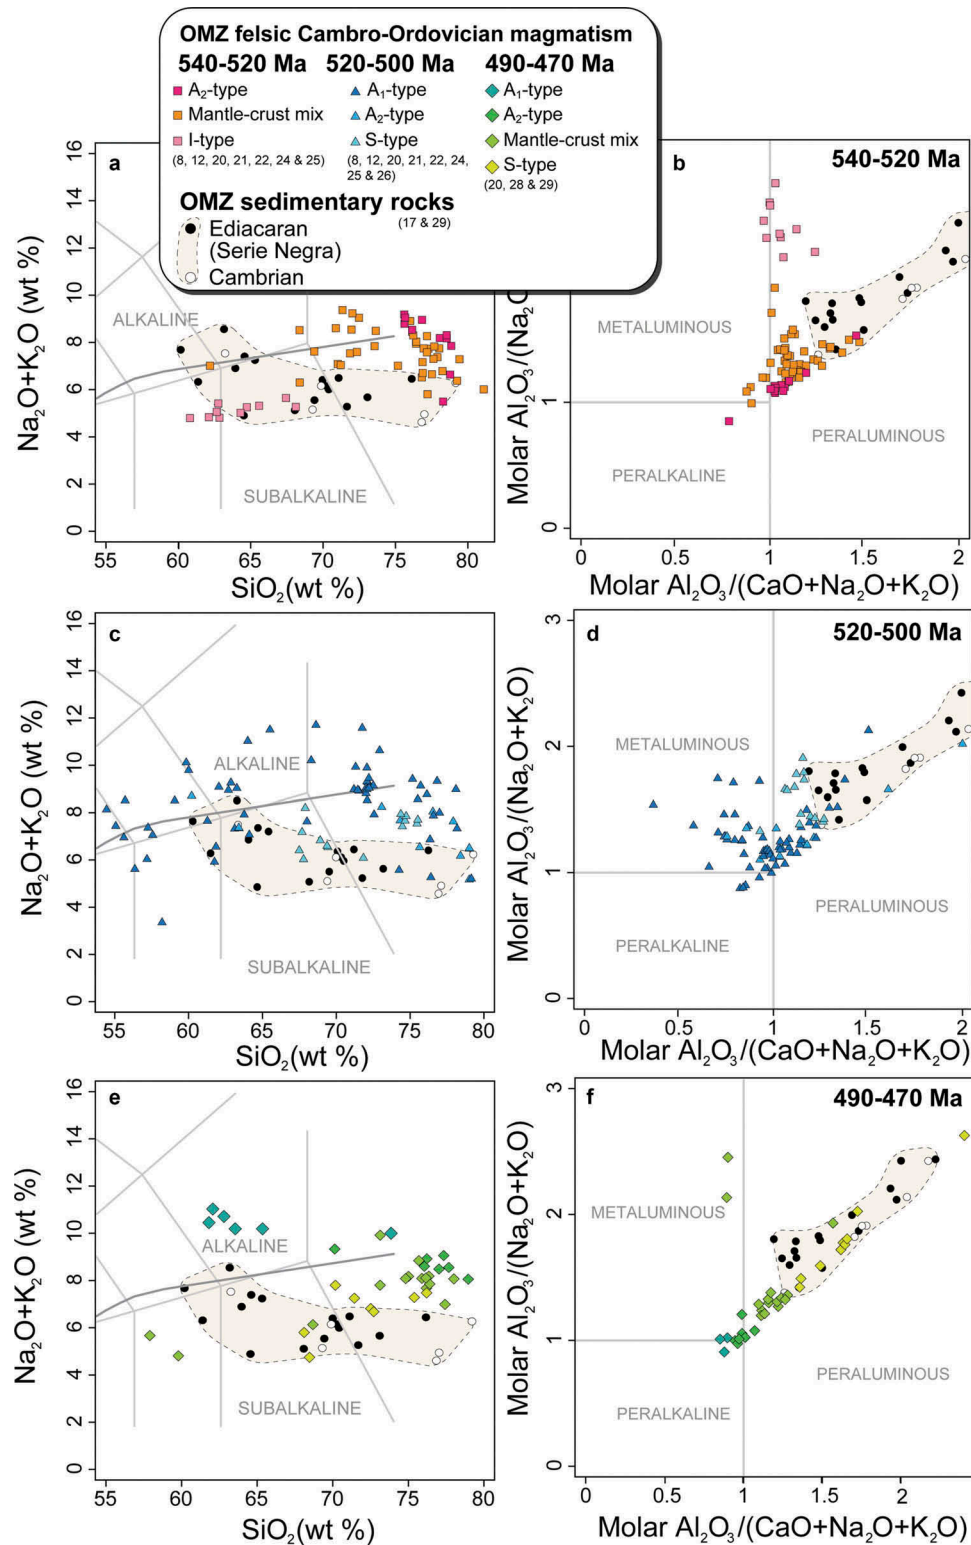 OMZ felsic Cambro-Ordovician magmatism
540-520 Ma 520-500 Ma 490-470 Ma
A₂-type A₁-type A₁-type
Mantle-crust mix A₂-type A₂-type
I-type S-type Mantle-crust mix
(8, 12, 20, 21, 22, 24 & 25) (8, 12, 20, 21, 22, 24, S-type
25 & 26) (20, 28 & 29)
OMZ sedimentary rocks
(17 & 29)
Ediacaran
(Serie Negra)
Cambrian
a
16
14
12
10
8
6
4
2
0
Na₂O+K₂O (wt %)
ALKALINE
SUBALKALINE
55 60 65 70 75 80
SiO₂(wt %)
b 540-520 Ma
Molar Al₂O₃/(Na₂O
METALUMINOUS
PERALUMINOUS
PERALKALINE
1
0
0 0.5 1.0 1.5 2
Molar Al₂O₃/(CaO+Na₂O+K₂O)
c
16
14
12
10
8
6
4
2
0
Na₂O+K₂O (wt %)
ALKALINE
SUBALKALINE
55 60 65 70 75 80
SiO₂(wt %)
d 520-500 Ma
3
2
1
0
Molar Al₂O₃/(Na₂O+K₂O)
METALUMINOUS
PERALUMINOUS
PERALKALINE
0 0.5 1 1.5 2
Molar Al₂O₃/(CaO+Na₂O+K₂O)
e
16
14
12
10
8
6
4
2
0
Na₂O+K₂O (wt %)
ALKALINE
SUBALKALINE
55 60 65 70 75 80
SiO₂(wt %)
f 490-470 Ma
3
2
1
0
Molar Al₂O₃/(Na₂O+K₂O)
METALUMINOUS
PERALUMINOUS
PERALKALINE
0 0.5 1 1.5 2
Molar Al₂O₃/(CaO+Na₂O+K₂O)